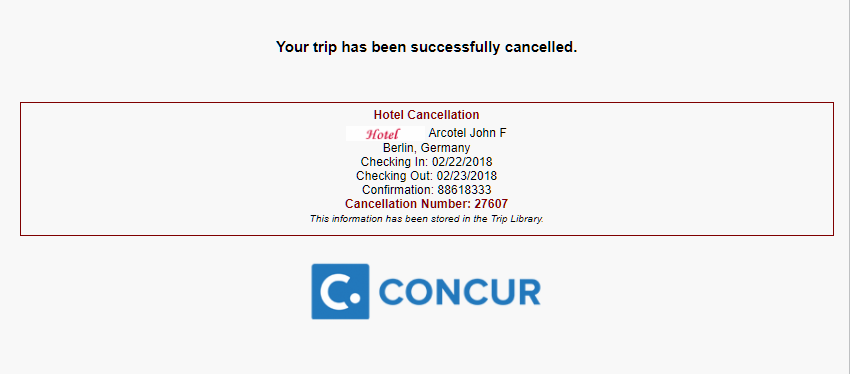 Your trip has been successfully cancelled.
Hotel Cancellation
Hotel Arcotel John F
Berlin, Germany
Checking In: 02/22/2018
Checking Out: 02/23/2018
Confirmation: 88618333
Cancellation Number: 27607
This information has been stored in the Trip Library.
C. CONCUR